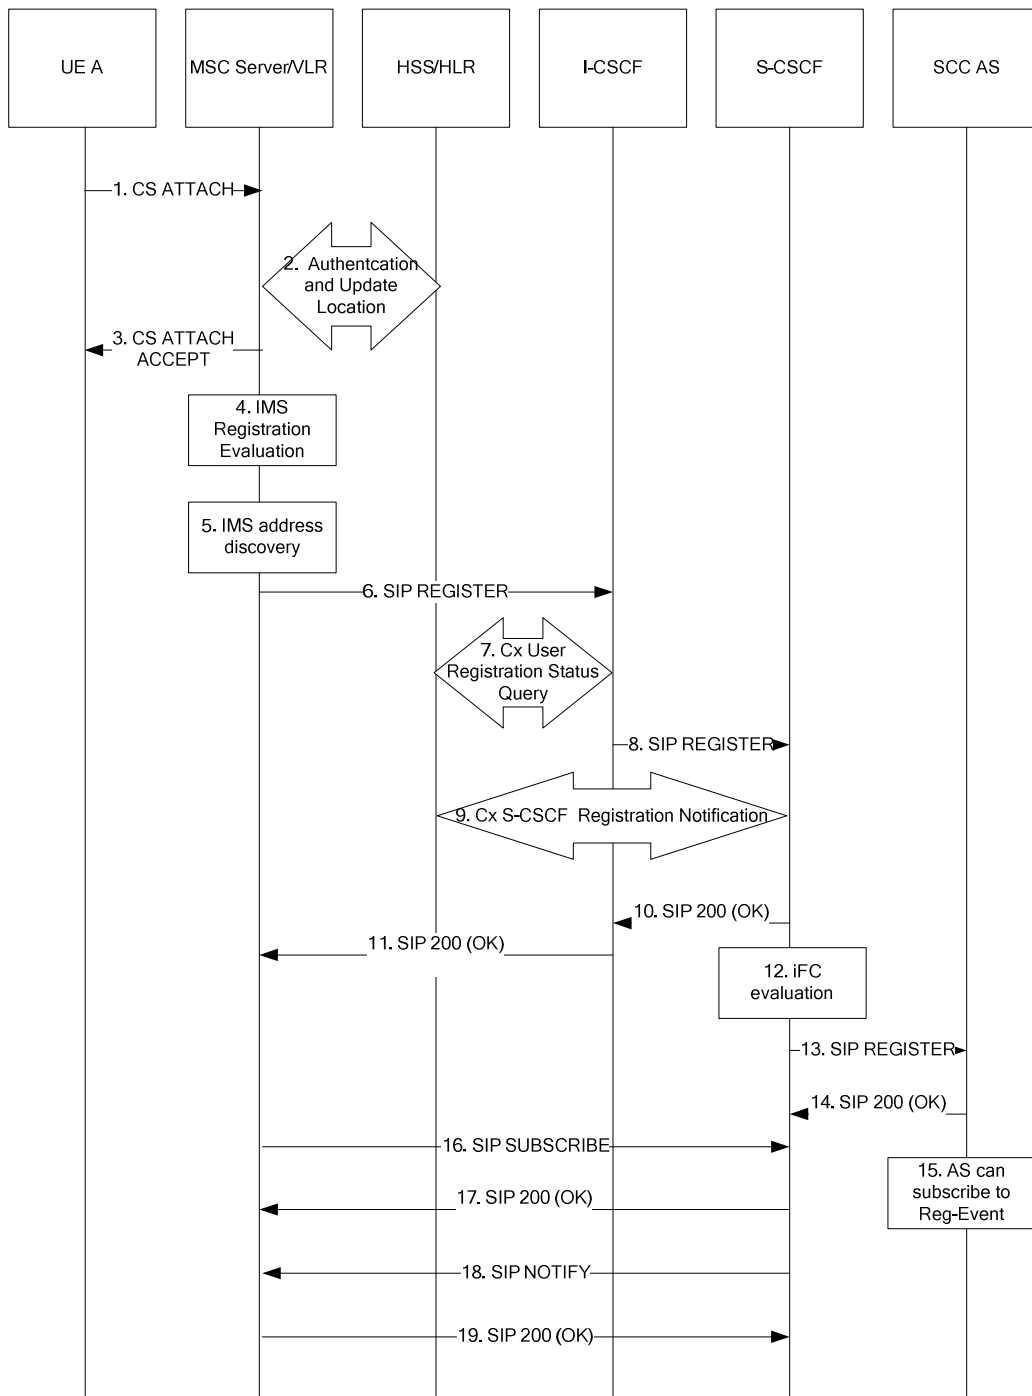 UE A
MSC Server/VLR
HSS/HLR
I-CSCF
S-CSCF
SCC AS
1. CS ATTACH
2. Authentcation
and Update
Location
3. CS ATTACH
ACCEPT
4. IMS
Registration
Evaluation
5. IMS address
discovery
6. SIP REGISTER
7. Cx User
Registration Status
Query
8. SIP REGISTER
9. Cx S-CSCF Registration Notification
10. SIP 200 (OK)
11. SIP 200 (OK)
12. iFC
evaluation
13. SIP REGISTER
14. SIP 200 (OK)
16. SIP SUBSCRIBE
15. AS can
subscribe to
Reg-Event
17. SIP 200 (OK)
18. SIP NOTIFY
19. SIP 200 (OK)